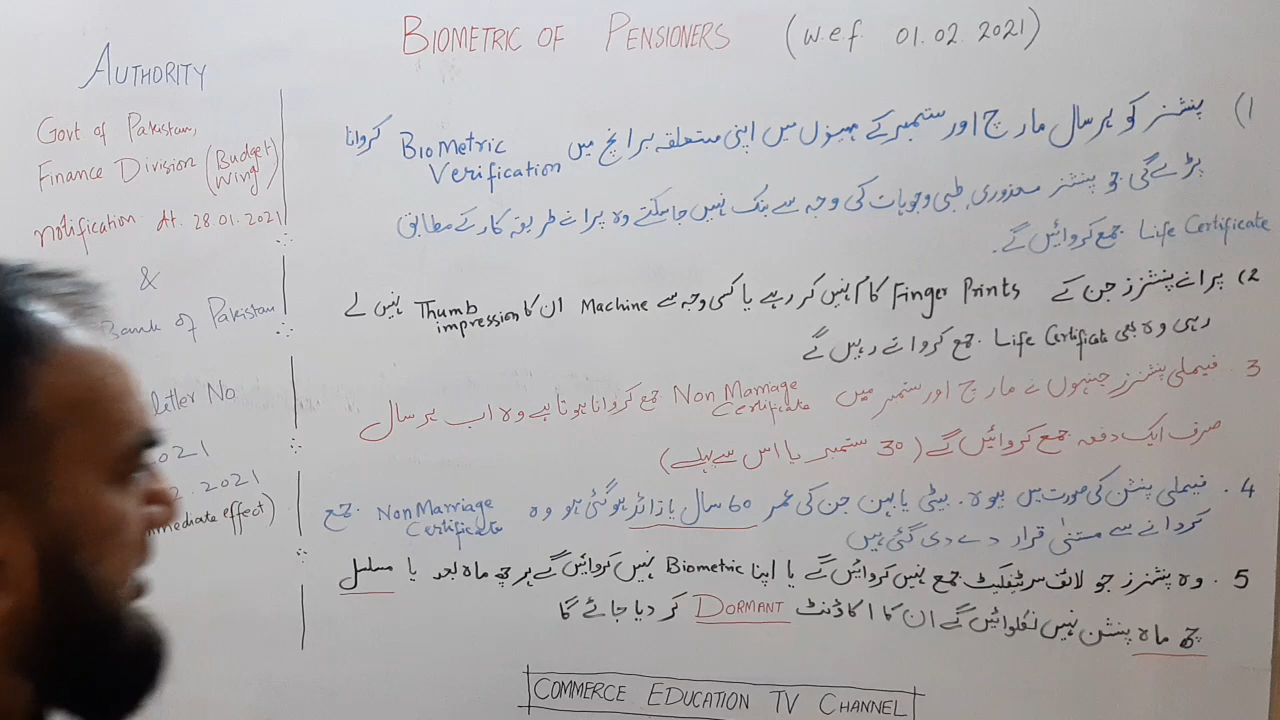 BIOMETRIC OF PENSIONERS (w.e.f. 01.02.2021)
AUTHORITY
Govt of Pakistan,
Finance Division (Budget Wing)
notification dt. 28.01.2021
&
Bank of Pakistan
letter No
2021
2.2021
mmediate effect)
1) پنشنرز کو ہر سال مارچ اور ستمبر کے مہینوں میں اپنی متعلقہ برانچ میں Biometric Verification کروانا
پڑے گی جو پنشنر معذوری، طبی وجوہات کی وجہ سے بنک نہیں جا سکتے وہ پرانے طریقہ کار کے مطابق
Life Certificate جمع کروائیں گے۔
2) پرانے پنشنرز جن کے Finger Prints کام نہیں کر رہے یا کسی وجہ سے Machine ان کا Thumb impression نہیں لے
رہی وہ بھی Life Certificate جمع کرواتے رہیں گے
3. فیملی پنشنرز جنہوں نے مارچ اور ستمبر میں Non Marriage Certificate جمع کروانا ہوتا ہے وہ اب ہر سال
صرف ایک دفعہ جمع کروائیں گے (30 ستمبر یا اس سے پہلے)
4. فیملی پنشن کی صورت میں بیوہ۔ بیٹی یا بہن جن کی عمر 60 سال یا زائد ہو گئی ہو وہ Non Marriage Certificate جمع
کروانے سے مستثنیٰ قرار دے دی گئی ہیں
5. وہ پنشنرز جو لائف سرٹیفکیٹ جمع نہیں کروائیں گے یا اپنا Biometric نہیں کروائیں گے ہر چھ ماہ بعد یا مسلسل
چھ ماہ پنشن نہیں نکلوائیں گے ان کا اکاؤنٹ DORMANT کر دیا جائے گا
COMMERCE EDUCATION TV CHANNEL